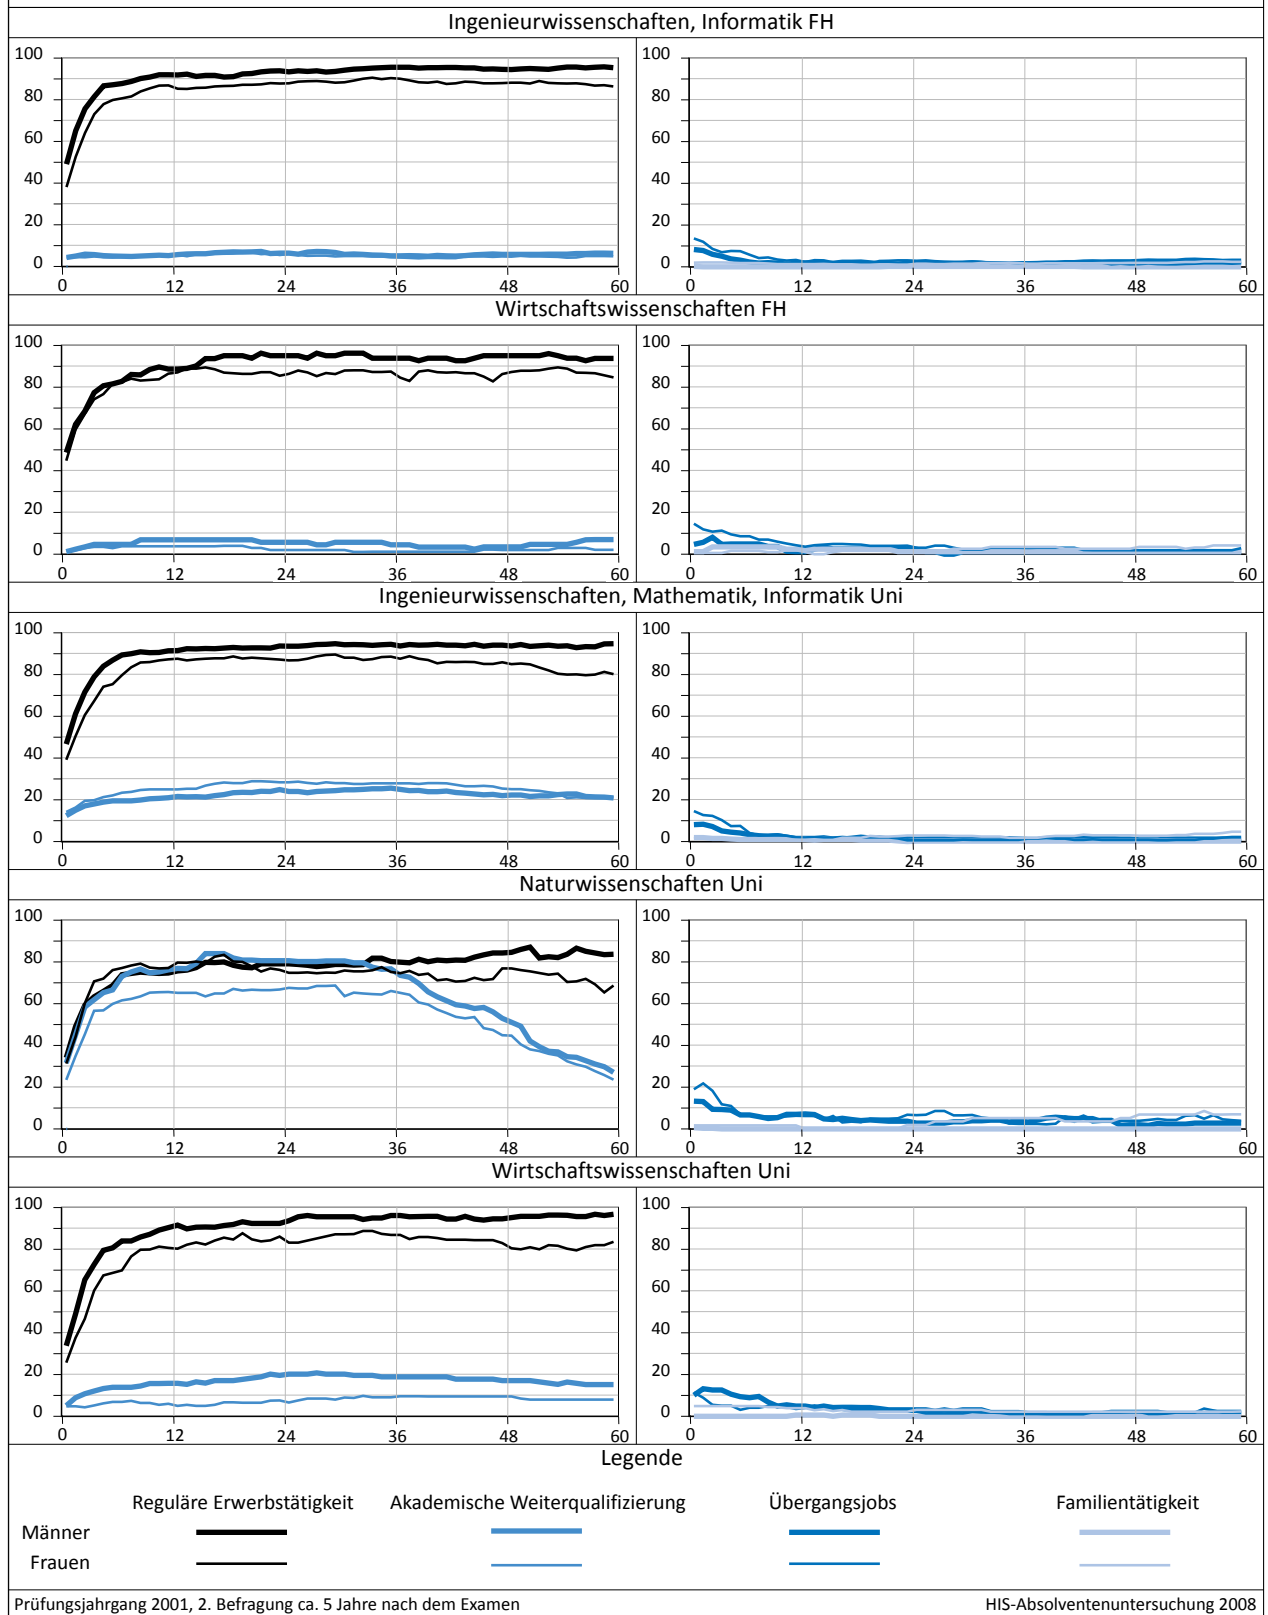 Ingenieurwissenschaften, Informatik FH
100 100
80 80
60 60
40 40
20 20
0 0
0 12 24 36 48 60 0 12 24 36 48 60
Wirtschaftswissenschaften FH
100 100
80 80
60 60
40 40
20 20
0 0
0 12 24 36 48 60 0 12 24 36 48 60
Ingenieurwissenschaften, Mathematik, Informatik Uni
100 100
80 80
60 60
40 40
20 20
0 0
0 12 24 36 48 60 0 12 24 36 48 60
Naturwissenschaften Uni
100 100
80 80
60 60
40 40
20 20
0 0
0 12 24 36 48 60 0 12 24 36 48 60
Wirtschaftswissenschaften Uni
100 100
80 80
60 60
40 40
20 20
0 0
0 12 24 36 48 60 0 12 24 36 48 60
Legende
Reguläre Erwerbstätigkeit Akademische Weiterqualifizierung Übergangsjobs Familientätigkeit
Männer
Frauen
Prüfungsjahrgang 2001, 2. Befragung ca. 5 Jahre nach dem Examen HIS-Absolventenuntersuchung 2008